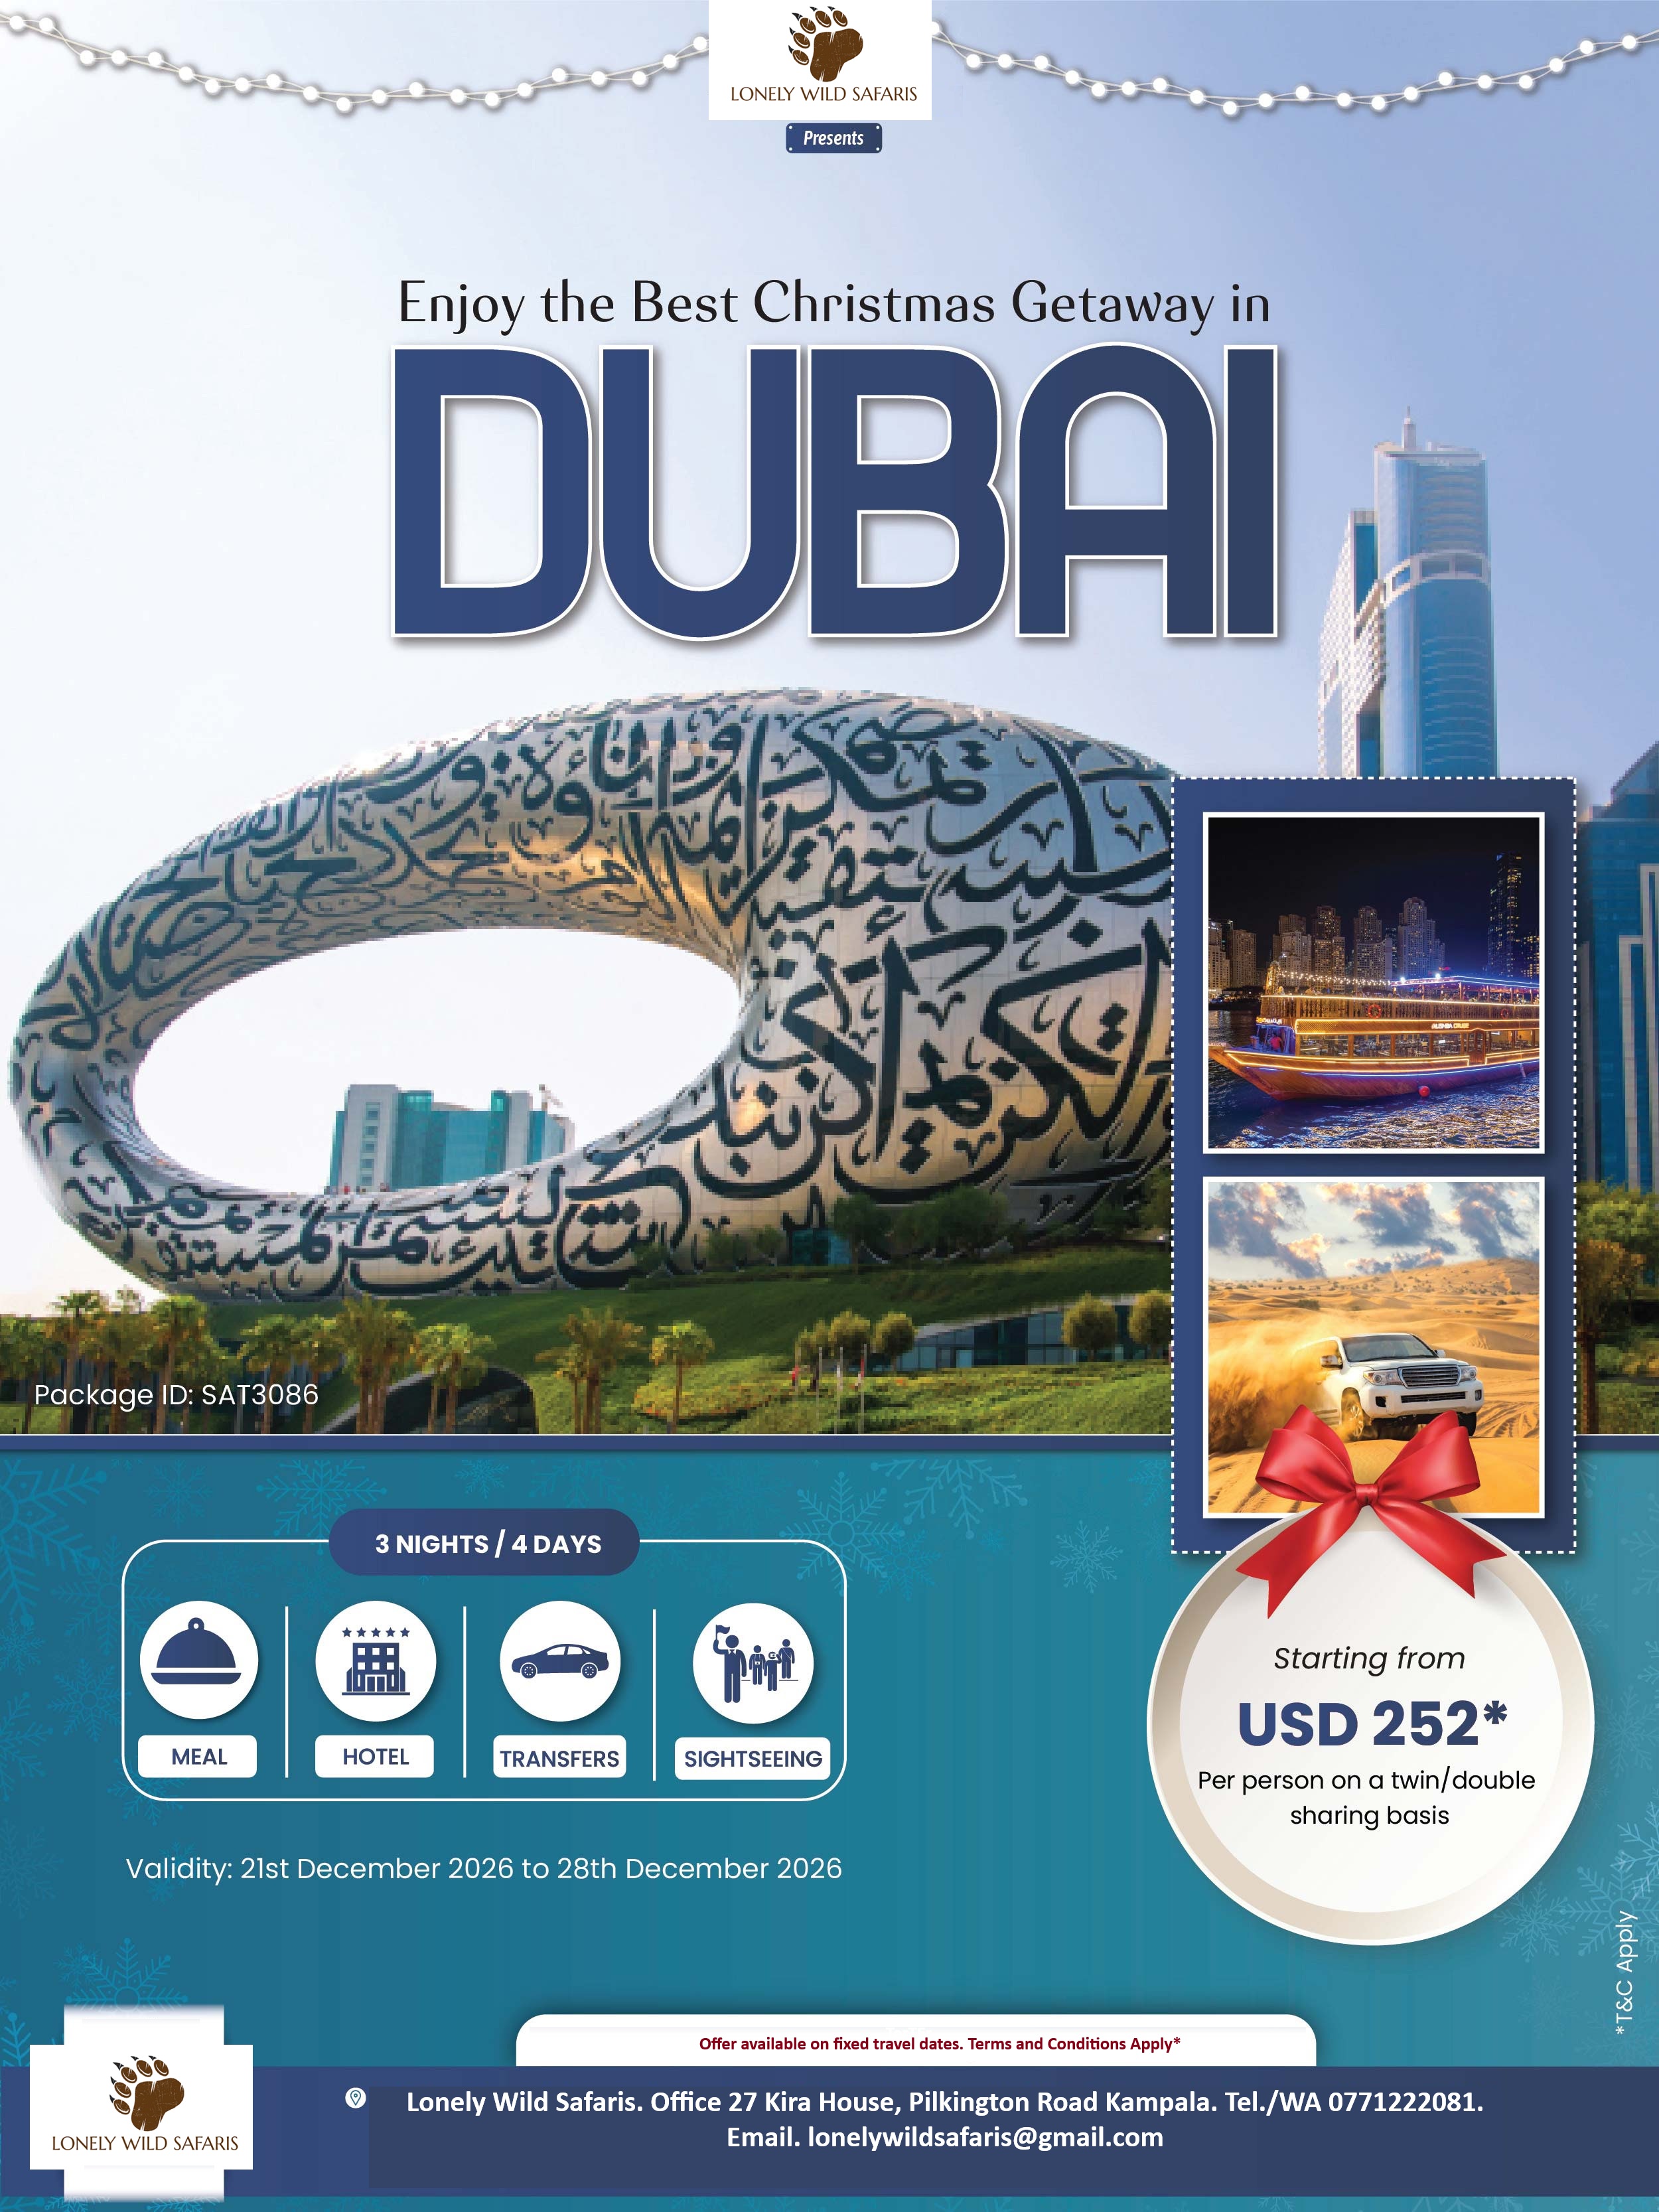 LONELY WILD SAFARIS
Presents
Enjoy the Best Christmas Getaway in
DUBAI
Package ID: SAT3086
3 NIGHTS / 4 DAYS
MEAL
HOTEL
TRANSFERS
SIGHTSEEING
Validity: 21st December 2026 to 28th December 2026
Starting from
USD 252*
Per person on a twin/double
sharing basis
*T&C Apply
Offer available on fixed travel dates. Terms and Conditions Apply*
LONELY WILD SAFARIS
Lonely Wild Safaris. Office 27 Kira House, Pilkington Road Kampala. Tel./WA 0771222081.
Email. lonelywildsafaris@gmail.com